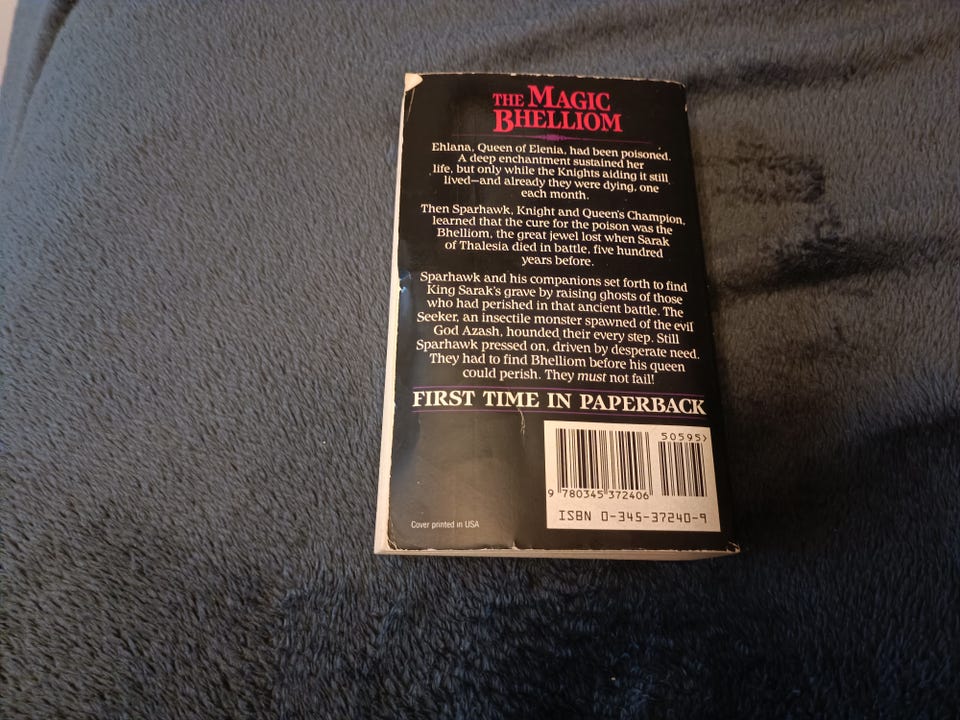 THE MAGIC
BHELLIOM
Ehlana, Queen of Elenia, had been poisoned.
A deep enchantment sustained her
life, but only while the Knights aiding it still
lived—and already they were dying, one
each month.
Then Sparhawk, Knight and Queen's Champion,
learned that the cure for the poison was the
Bhelliom, the great jewel lost when Sarak
of Thalesia died in battle, five hundred
years before.
Sparhawk and his companions set forth to find
King Sarak's grave by raising ghosts of those
who had perished in that ancient battle. The
Seeker, an insectile monster spawned of the evil
God Azash, hounded their every step. Still
Sparhawk pressed on, driven by desperate need.
They had to find Bhelliom before his queen
could perish. They must not fail!
FIRST TIME IN PAPERBACK
50595>
9 780345 372406
ISBN 0-345-37240-9
Cover printed in USA